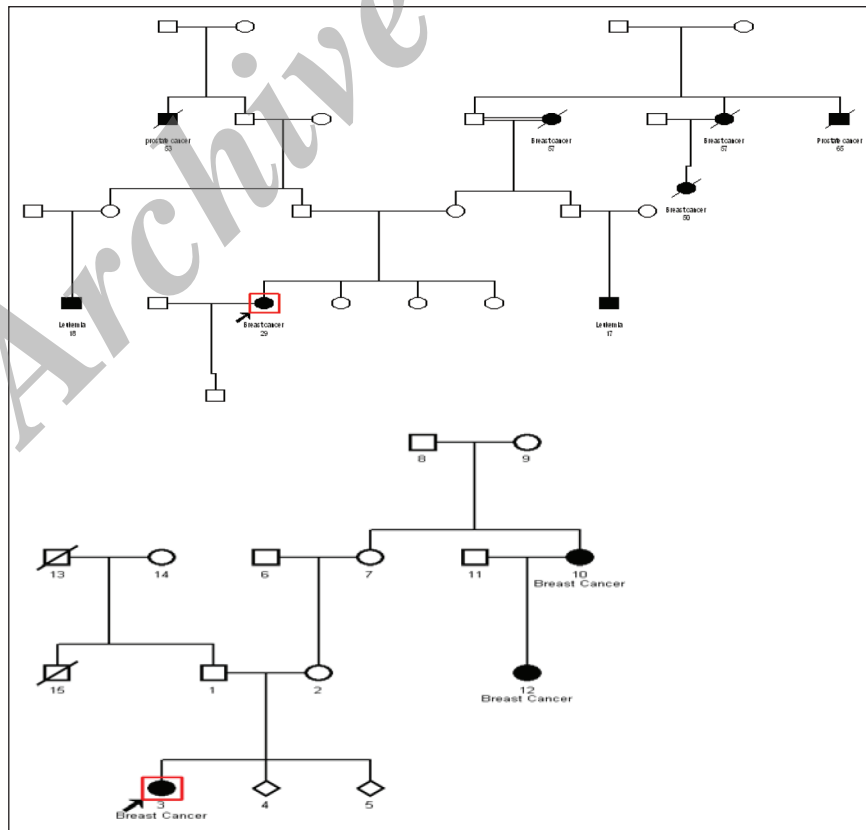 Archive
prostate cancer
53
Breast cancer
57
Breast cancer
57
Prostate cancer
65
Breast cancer
50
Leukemia
Breast cancer
29
Leukemia
17
8 9
13 14 6 7 11 10
Breast Cancer
15 1 2 12
Breast Cancer
3 4 5
Breast Cancer